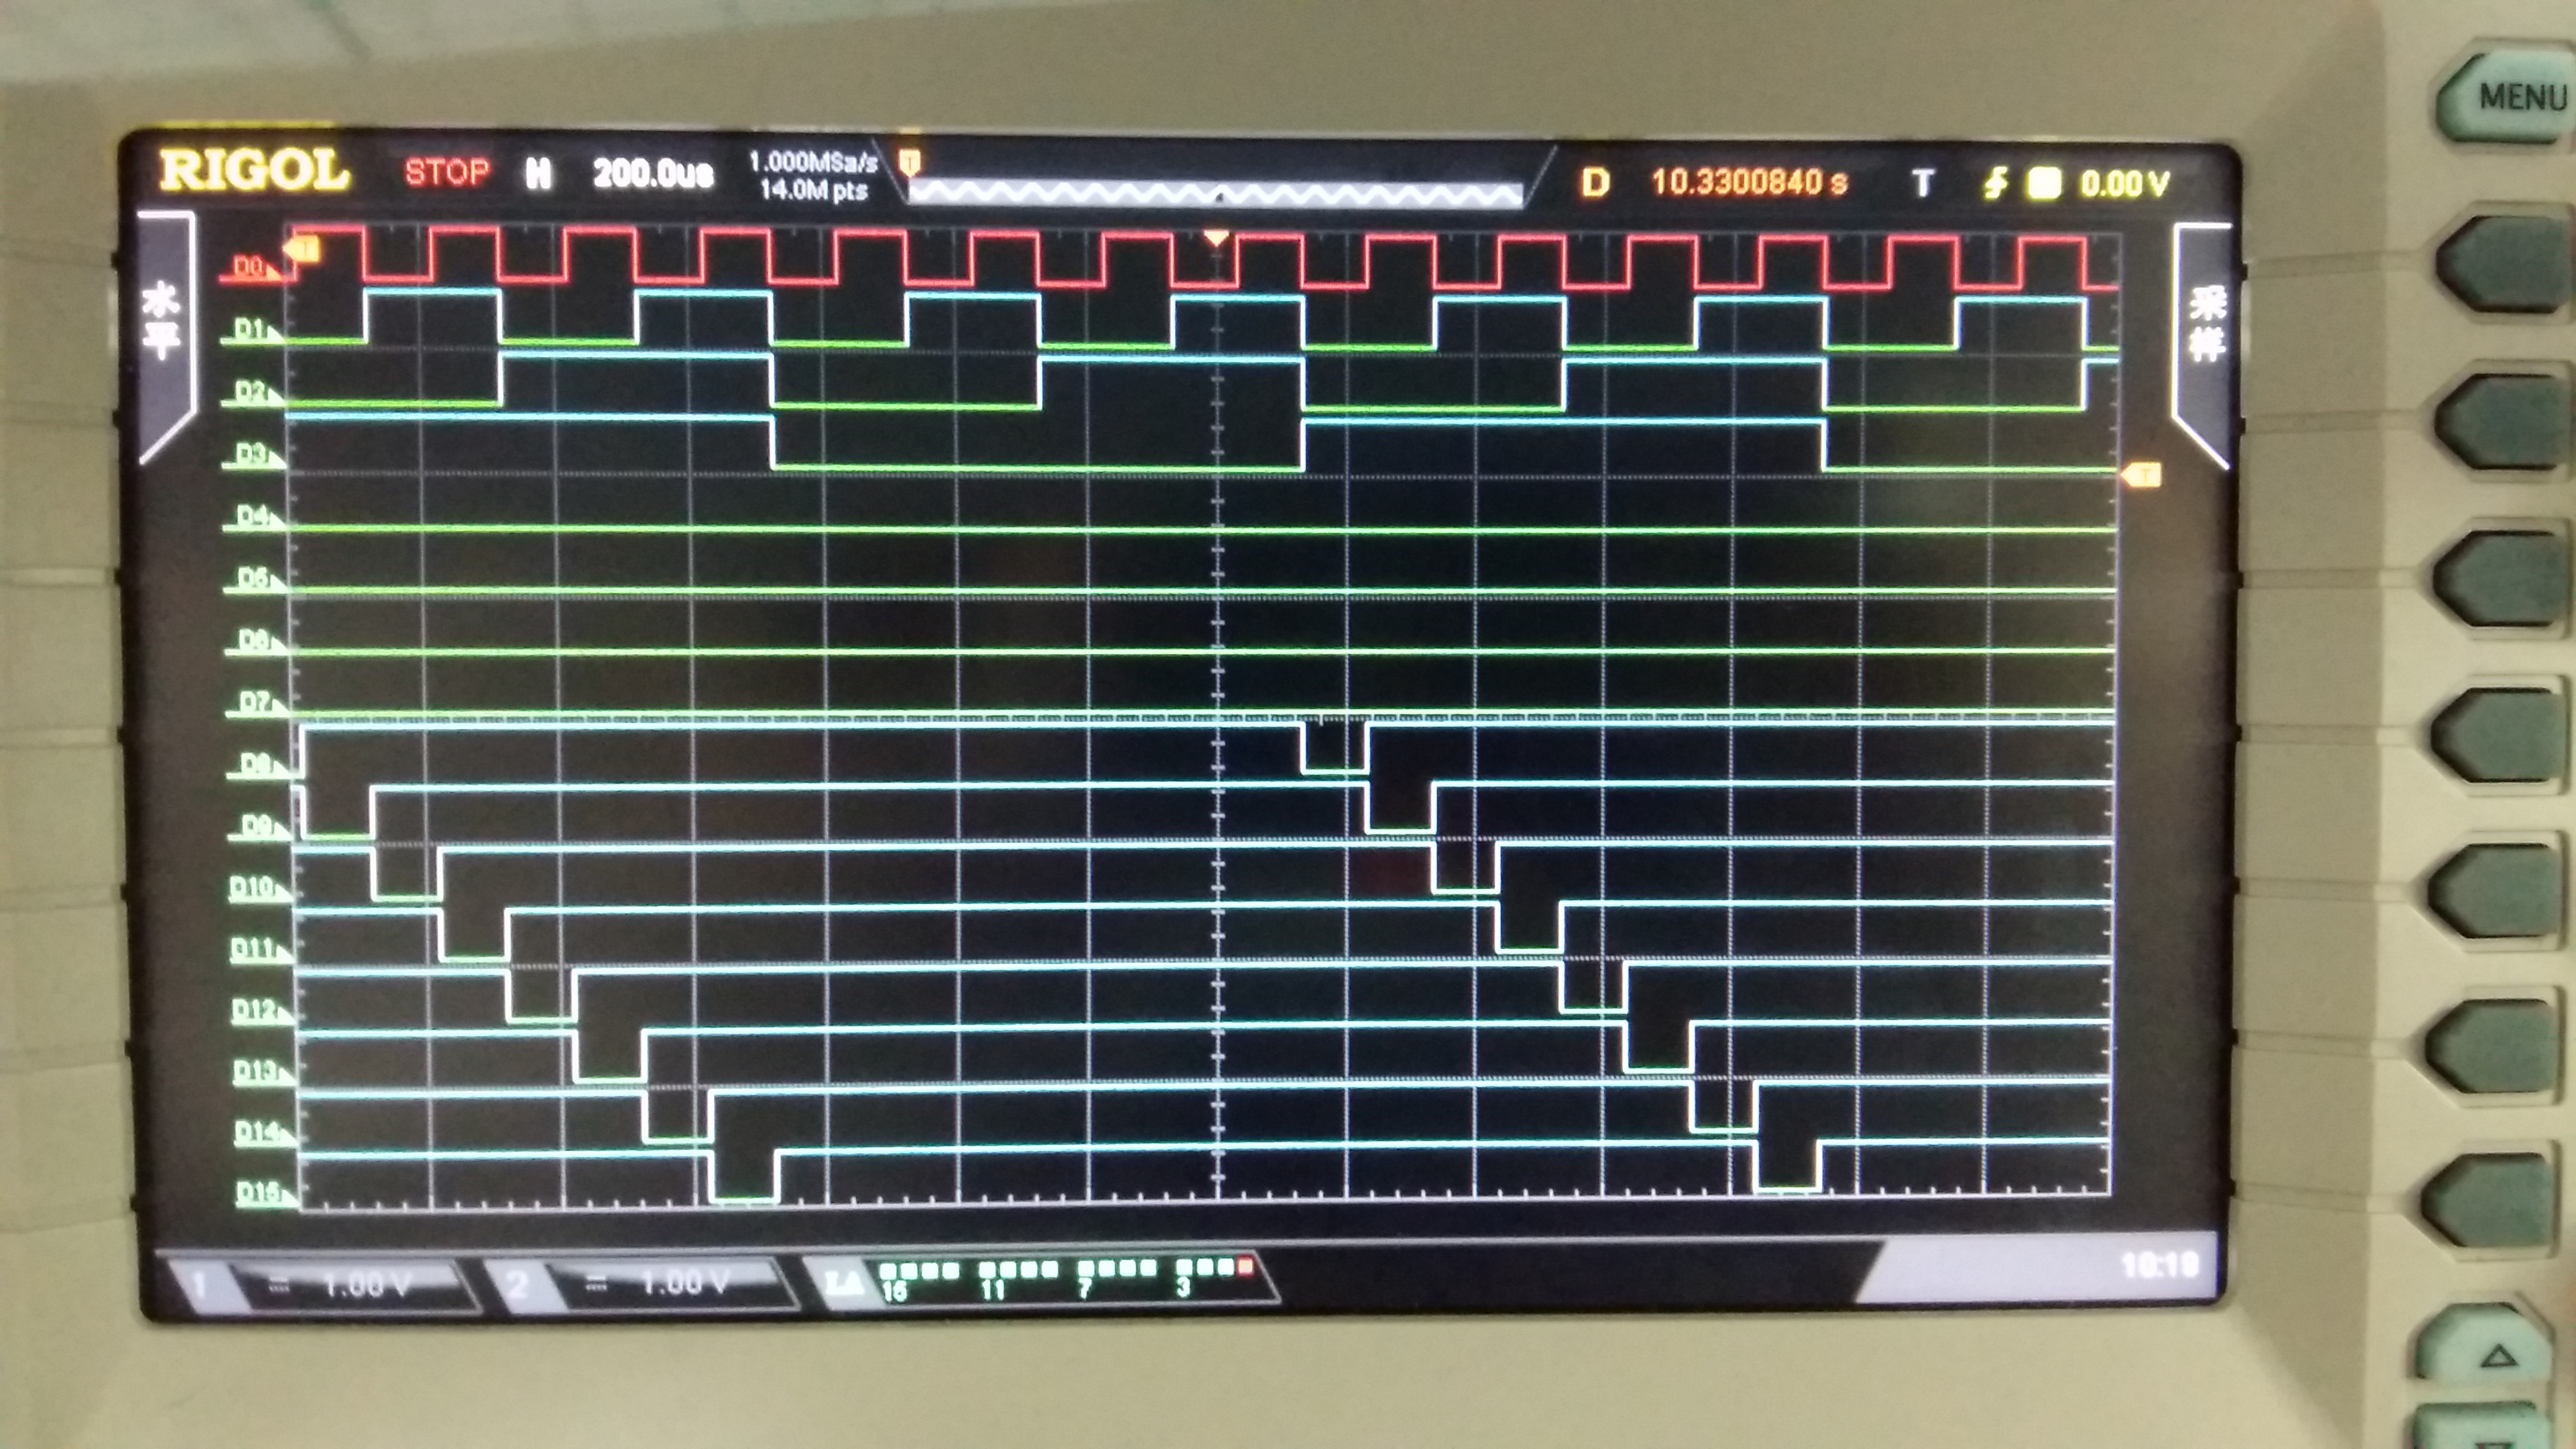 MENU
RIGOL STOP H 200.0us 1.000MSa/s D 10.3300840 s T 0.00 V
14.0M pts
水平
采样
T
T
T
D0
D1
D2
D3
D4
D5
D6
D7
D8
D9
D10
D11
D12
D13
D14
D15
1 1.00 V 2 1.00 V LA 15 11 7 3 10:19